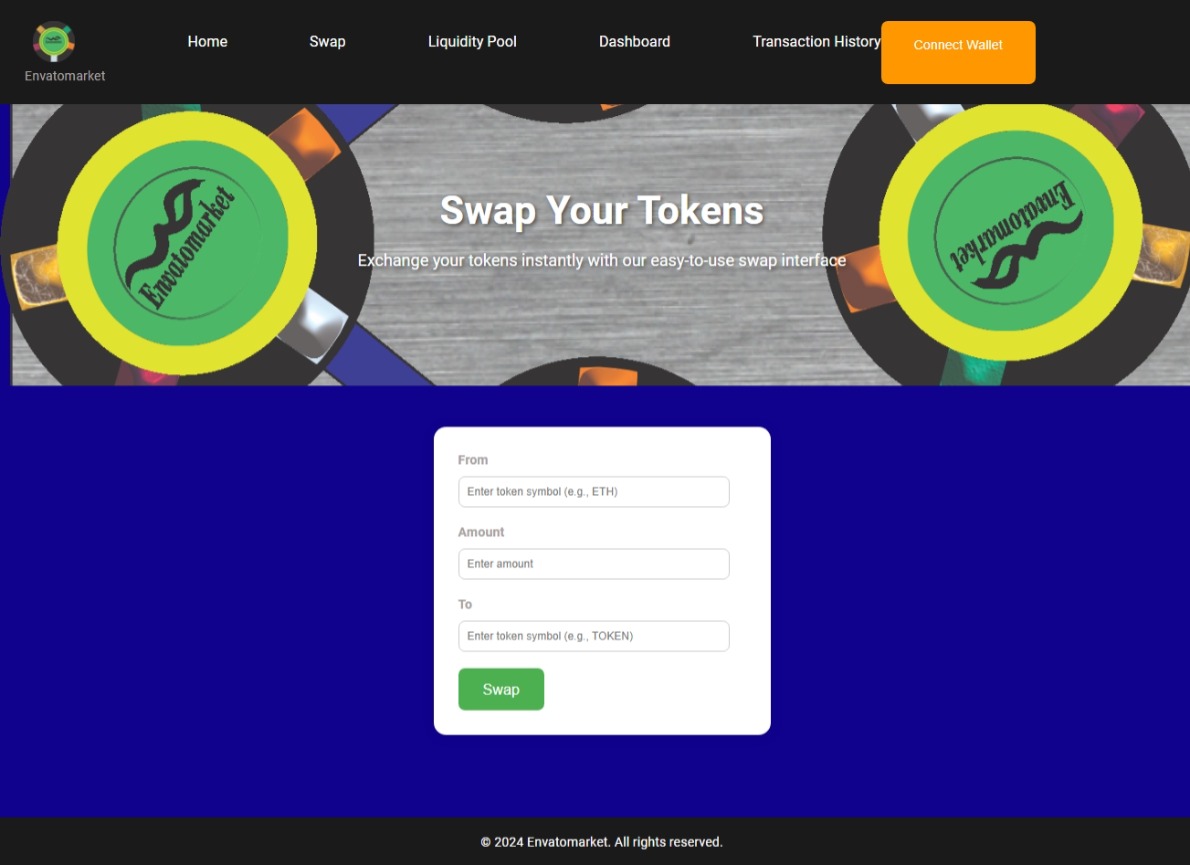 Home Swap Liquidity Pool Dashboard Transaction History Connect Wallet
Envatomarket
Envatomarket
Envatomarket
Swap Your Tokens
Exchange your tokens instantly with our easy-to-use swap interface
From
Enter token symbol (e.g., ETH)
Amount
Enter amount
To
Enter token symbol (e.g., TOKEN)
Swap
© 2024 Envatomarket. All rights reserved.